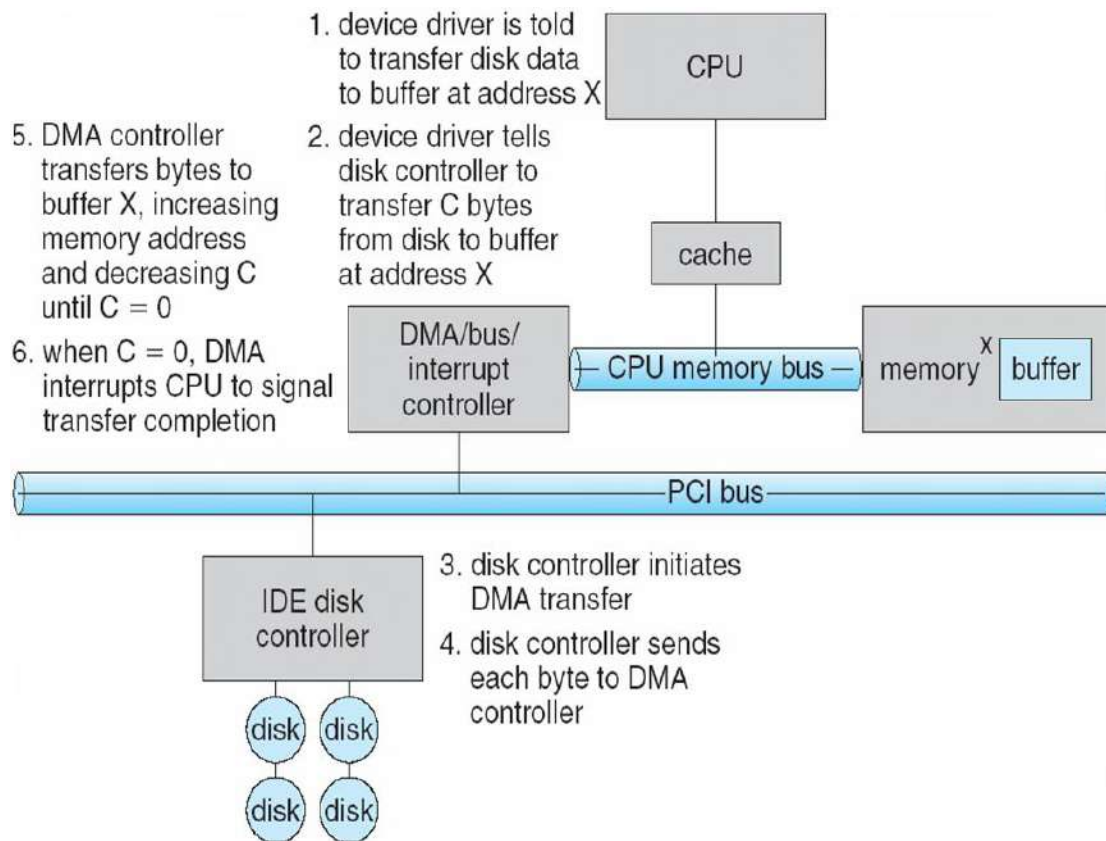 1. device driver is told
to transfer disk data
to buffer at address X
CPU
5. DMA controller
transfers bytes to
buffer X, increasing
memory address
and decreasing C
until C = 0
2. device driver tells
disk controller to
transfer C bytes
from disk to buffer
at address X
cache
6. when C = 0, DMA
interrupts CPU to signal
transfer completion
DMA/bus/
interrupt
controller
CPU memory bus
memory
X
buffer
PCI bus
IDE disk
controller
3. disk controller initiates
DMA transfer
4. disk controller sends
each byte to DMA
controller
disk
disk
disk
disk